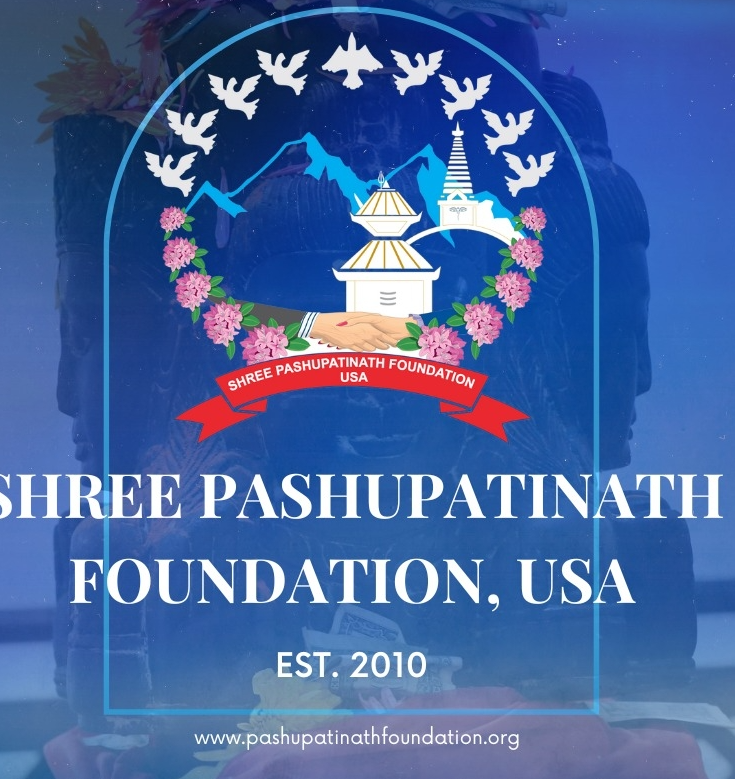 SHREE PASHUPATINATH FOUNDATION
USA
SHREE PASHUPATINATH
FOUNDATION, USA
EST. 2010
www.pashupatinathfoundation.org